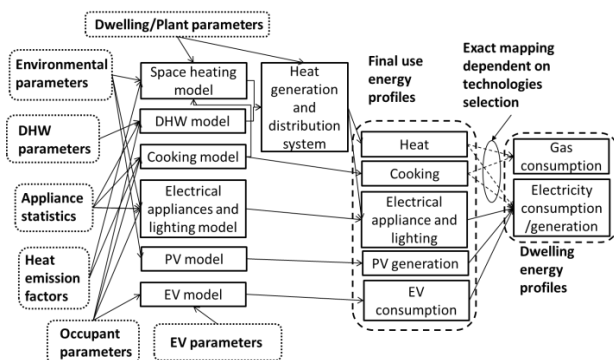 Dwelling/Plant parameters
Environmental
parameters
DHW
parameters
Appliance
statistics
Heat
emission
factors
Occupant
parameters
EV parameters
Space heating
model
DHW model
Cooking model
Electrical
appliances and
lighting model
PV model
EV model
Heat
generation
and
distribution
system
Final use
energy
profiles
Heat
Cooking
Electrical
appliance and
lighting
PV generation
EV
consumption
Exact mapping
dependent on
technologies
selection
Gas
consumption
Electricity
consumption
/generation
Dwelling
energy
profiles